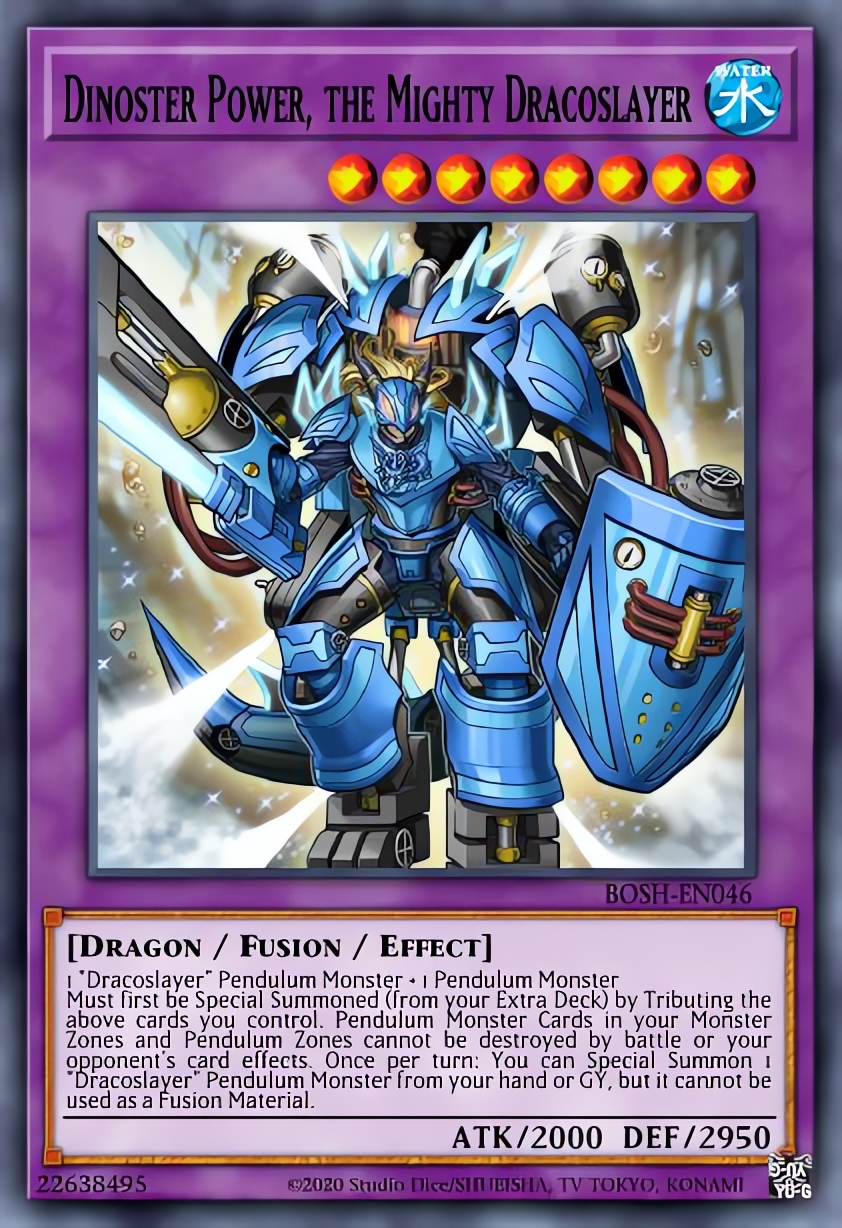 Dinoster Power, the Mighty Dracoslayer
WATER
水
BOSH-EN046
[Dragon / Fusion / Effect]
1 "Dracoslayer" Pendulum Monster + 1 Pendulum Monster
Must first be Special Summoned (from your Extra Deck) by Tributing the
above cards you control. Pendulum Monster Cards in your Monster
Zones and Pendulum Zones cannot be destroyed by battle or your
opponent's card effects. Once per turn: You can Special Summon 1
"Dracoslayer" Pendulum Monster from your hand or GY, but it cannot be
used as a Fusion Material.
ATK/2000 DEF/2950
22638495
©2020 Studio Dice/SHUEISHA, TV TOKYO, KONAMI